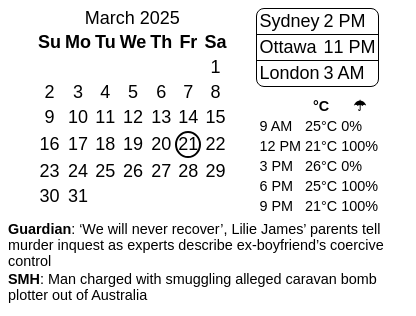 March 2025
Su Mo Tu We Th Fr Sa
1
2 3 4 5 6 7 8
9 10 11 12 13 14 15
16 17 18 19 20 21 22
23 24 25 26 27 28 29
30 31
Sydney 2 PM
Ottawa 11 PM
London 3 AM
°C ☂
9 AM 25°C 0%
12 PM 21°C 100%
3 PM 26°C 0%
6 PM 25°C 100%
9 PM 21°C 100%
Guardian: ‘We will never recover’, Lilie James’ parents tell
murder inquest as experts describe ex-boyfriend’s coercive
control
SMH: Man charged with smuggling alleged caravan bomb
plotter out of Australia